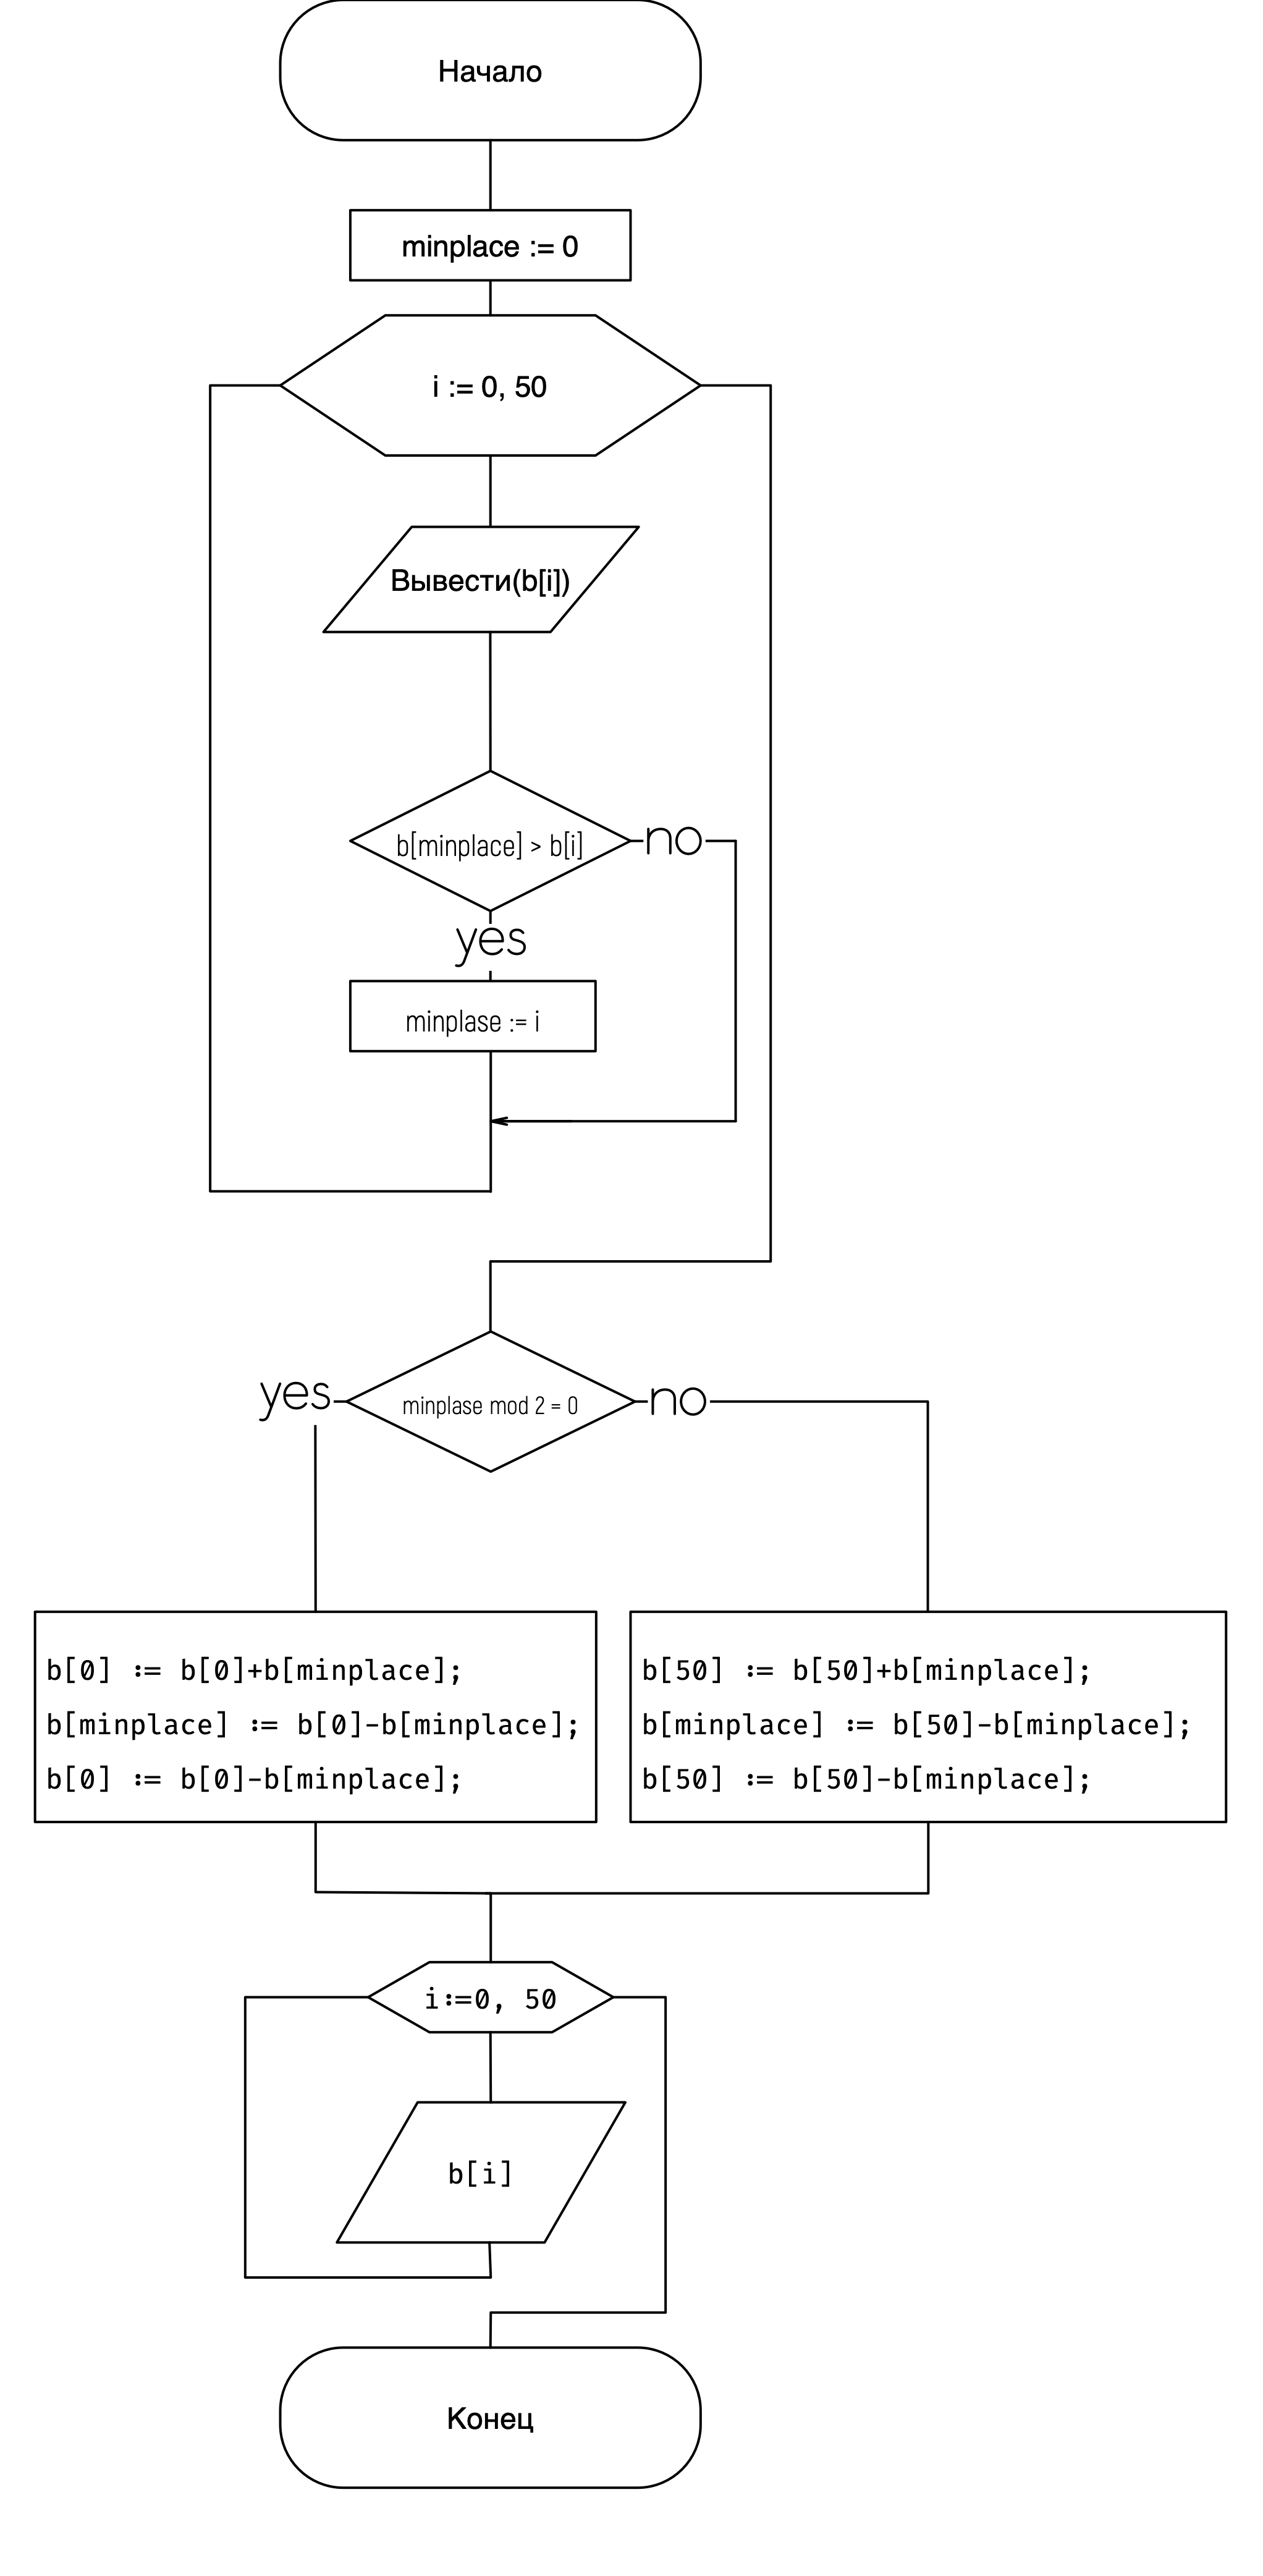 Начало
minplace := 0
i := 0, 50
Вывести(b[i])
b[minplace] > b[i]
no
yes
minplase := i
yes
minplase mod 2 = 0
no
b[0] := b[0]+b[minplace];
b[minplace] := b[0]-b[minplace];
b[0] := b[0]-b[minplace];
b[50] := b[50]+b[minplace];
b[minplace] := b[50]-b[minplace];
b[50] := b[50]-b[minplace];
i:=0, 50
b[i]
Конец